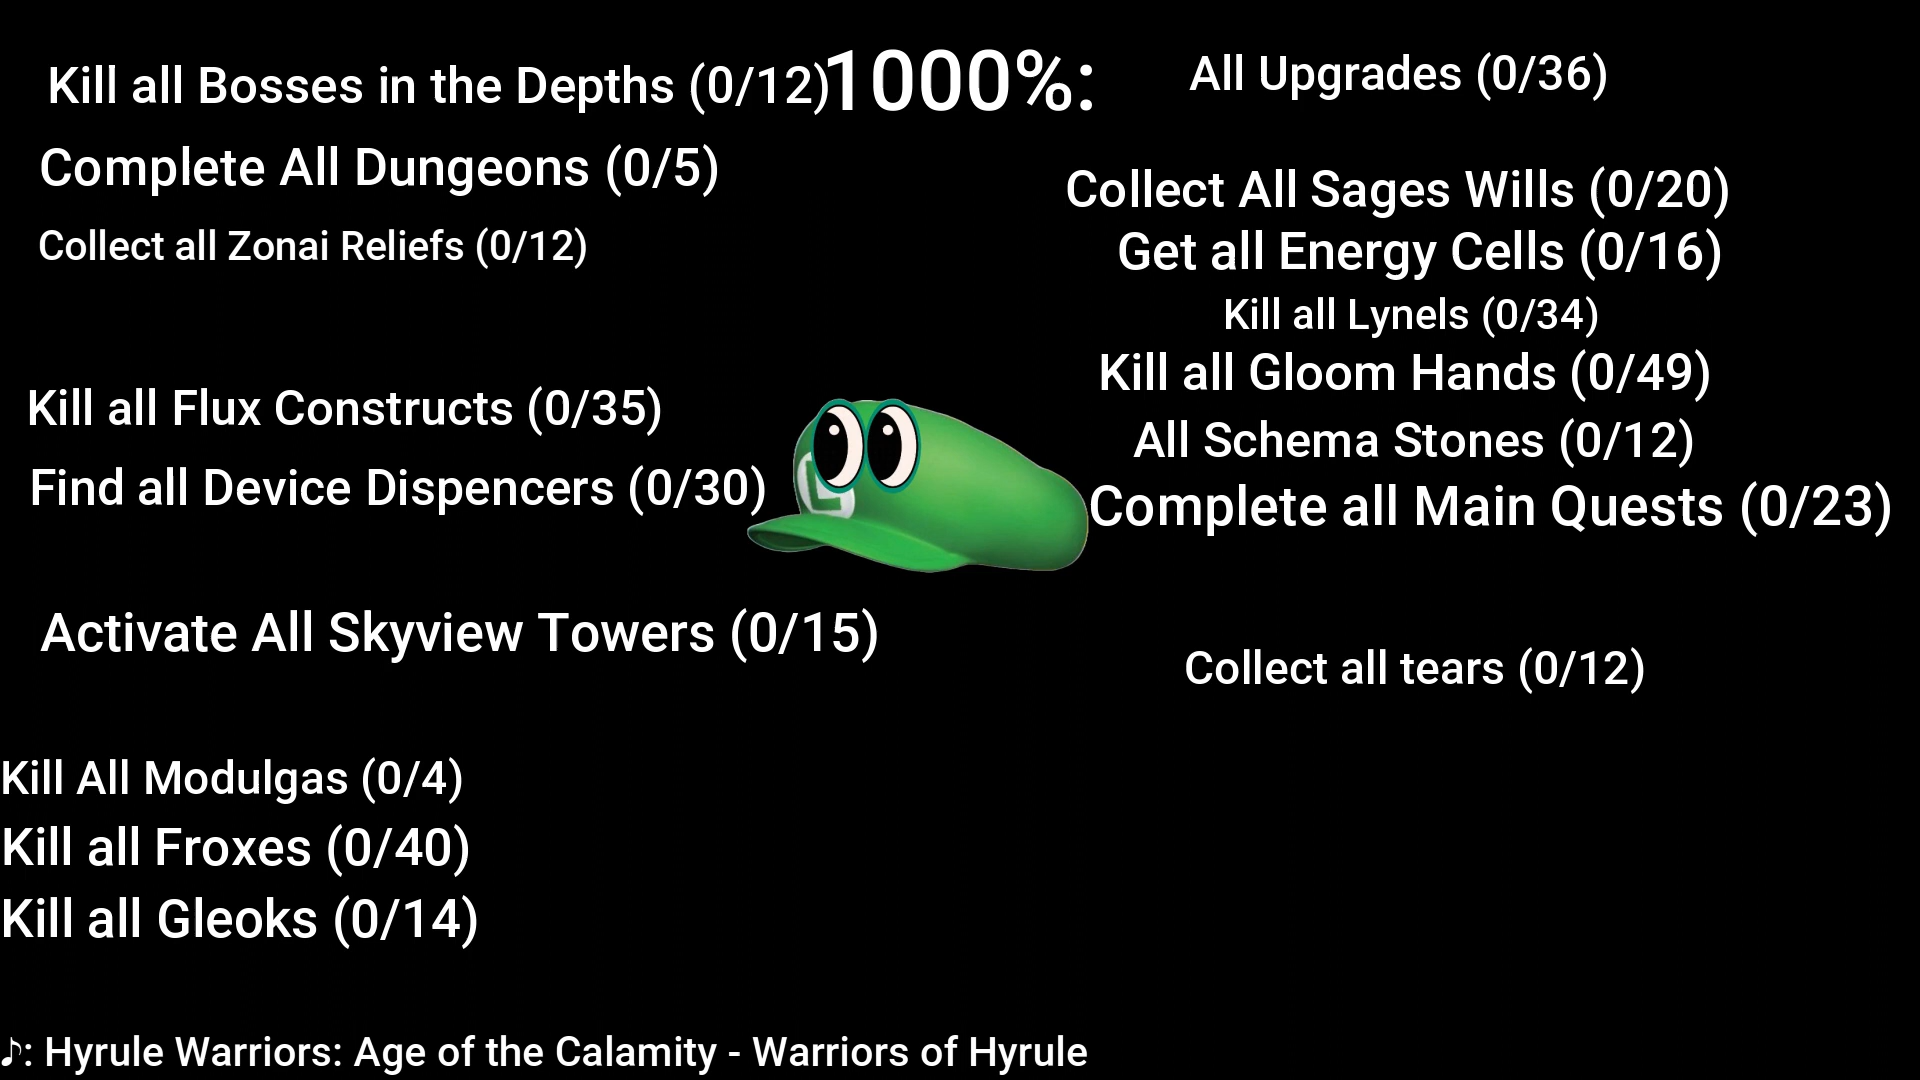 1000%:
Kill all Bosses in the Depths (0/12)
Complete All Dungeons (0/5)
Collect all Zonai Reliefs (0/12)
Kill all Flux Constructs (0/35)
Find all Device Dispencers (0/30)
Activate All Skyview Towers (0/15)
Kill All Modulgas (0/4)
Kill all Froxes (0/40)
Kill all Gleoks (0/14)
All Upgrades (0/36)
Collect All Sages Wills (0/20)
Get all Energy Cells (0/16)
Kill all Lynels (0/34)
Kill all Gloom Hands (0/49)
All Schema Stones (0/12)
Complete all Main Quests (0/23)
Collect all tears (0/12)
L
♪: Hyrule Warriors: Age of the Calamity - Warriors of Hyrule